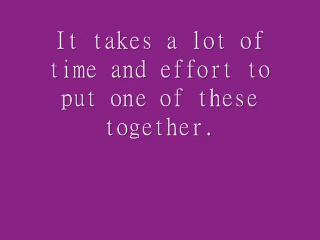 It takes a lot of
time and effort to
put one of these
together.